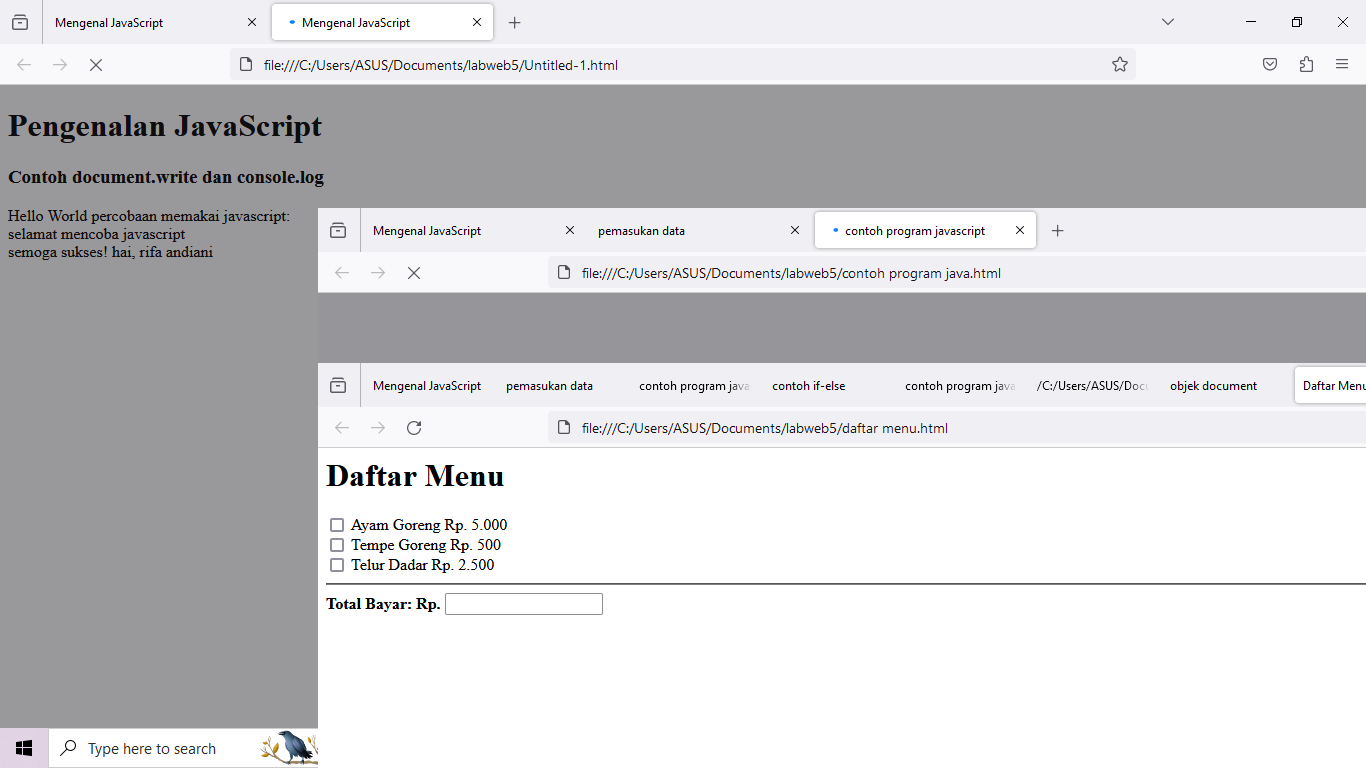 Mengenal JavaScript
Mengenal JavaScript
file:///C:/Users/ASUS/Documents/labweb5/Untitled-1.html
Pengenalan JavaScript
Contoh document.write dan console.log
Hello World percobaan memakai javascript:
selamat mencoba javascript
semoga sukses! hai, rifa andiani
Mengenal JavaScript
pemasukan data
contoh program javascript
file:///C:/Users/ASUS/Documents/labweb5/contoh program java.html
Mengenal JavaScript
pemasukan data
contoh program java
contoh if-else
contoh program java
/C:/Users/ASUS/Doc
objek document
Daftar Menu
file:///C:/Users/ASUS/Documents/labweb5/daftar menu.html
Daftar Menu
Ayam Goreng Rp. 5.000
Tempe Goreng Rp. 500
Telur Dadar Rp. 2.500
Total Bayar: Rp.
Type here to search